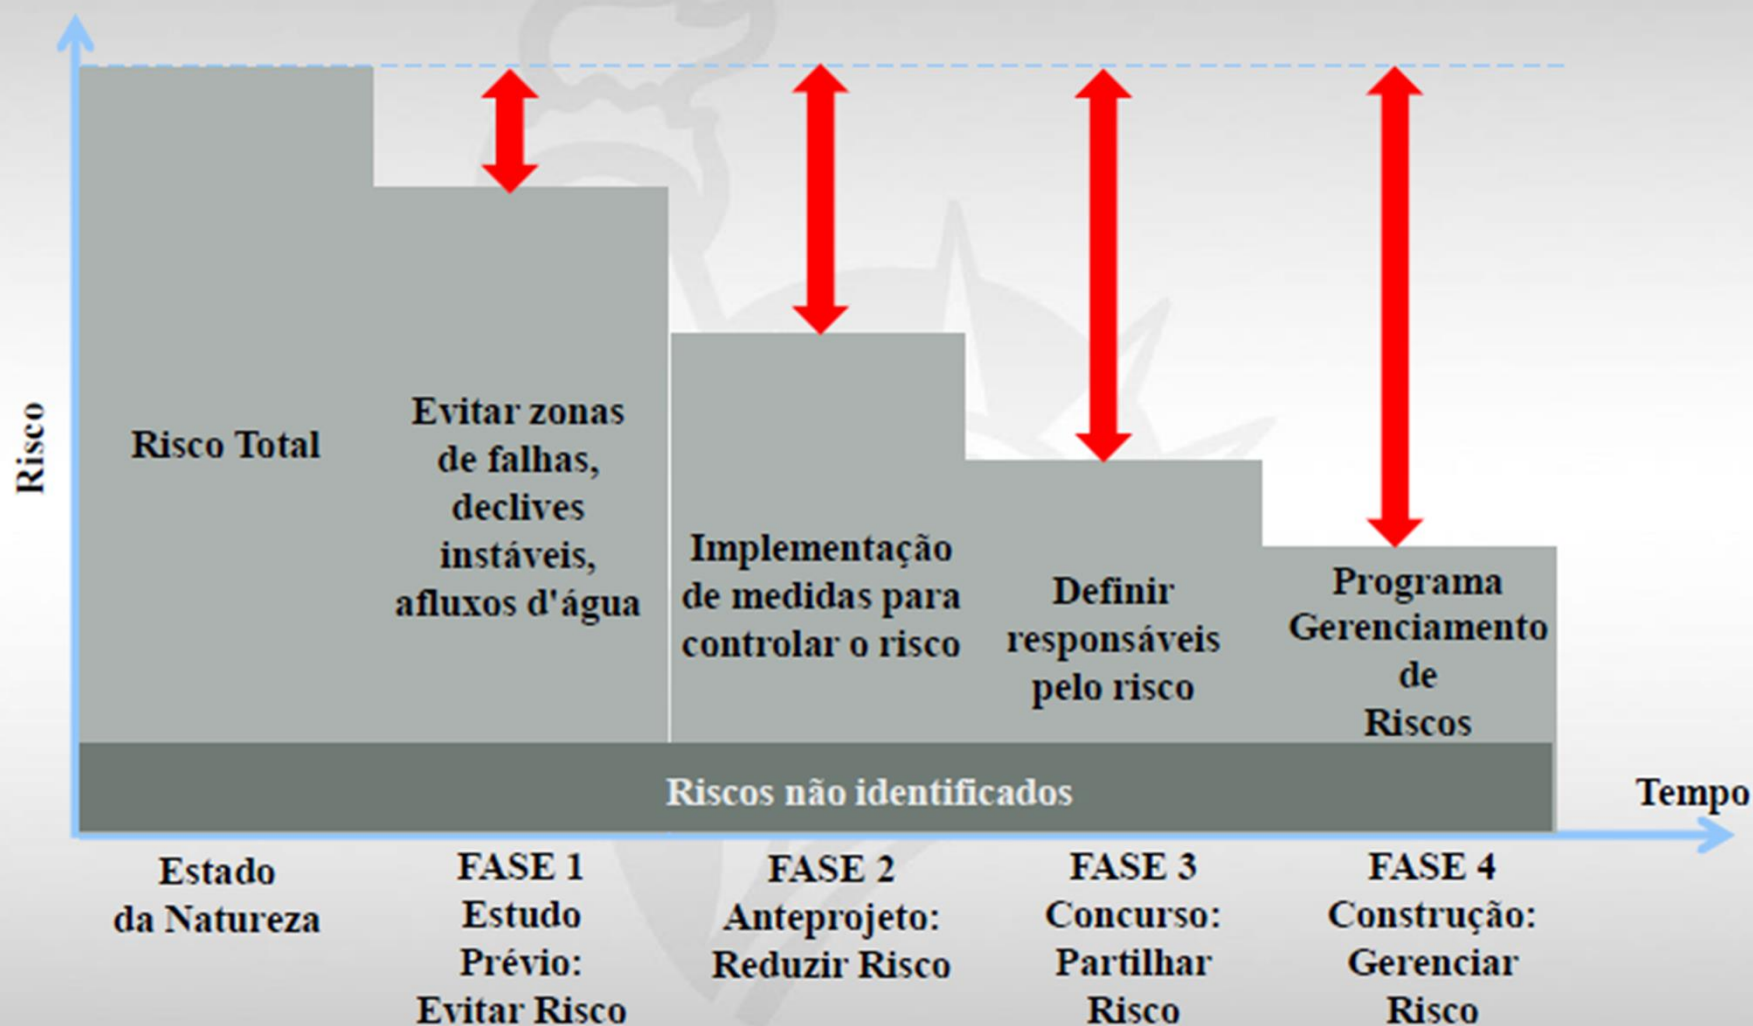 Risco
Risco Total
Evitar zonas
de falhas,
declives
instáveis,
afluxos d'água
Implementação
de medidas para
controlar o risco
Definir
responsáveis
pelo risco
Programa
Gerenciamento
de
Riscos
Riscos não identificados
Tempo
Estado
da Natureza
FASE 1
Estudo
Prévio:
Evitar Risco
FASE 2
Anteprojeto:
Reduzir Risco
FASE 3
Concurso:
Partilhar
Risco
FASE 4
Construção:
Gerenciar
Risco